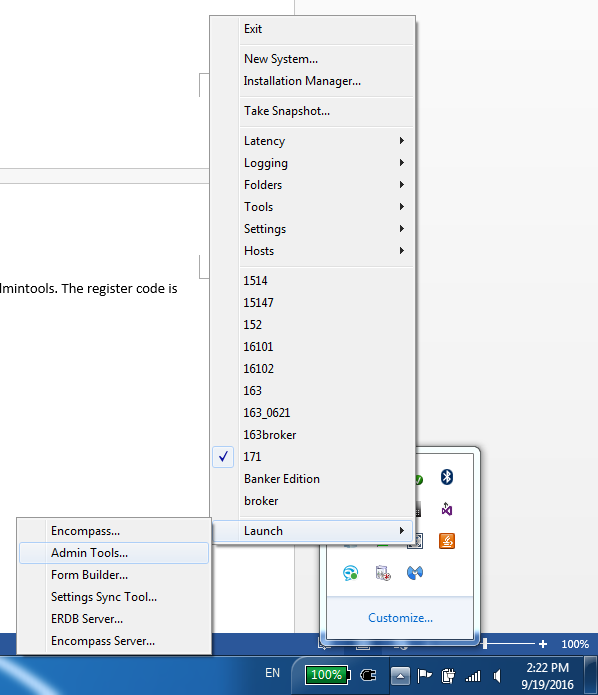 Exit
New System...
Installation Manager...
Take Snapshot...
Latency
Logging
Folders
Tools
Settings
Hosts
dmintools. The register code is
1514
15147
152
16101
16102
163
163_0621
163broker
171
Banker Edition
broker
Launch
Encompass...
Admin Tools...
Form Builder...
Settings Sync Tool...
ERDB Server...
Encompass Server...
Customize...
100%
EN
100%
2:22 PM
9/19/2016